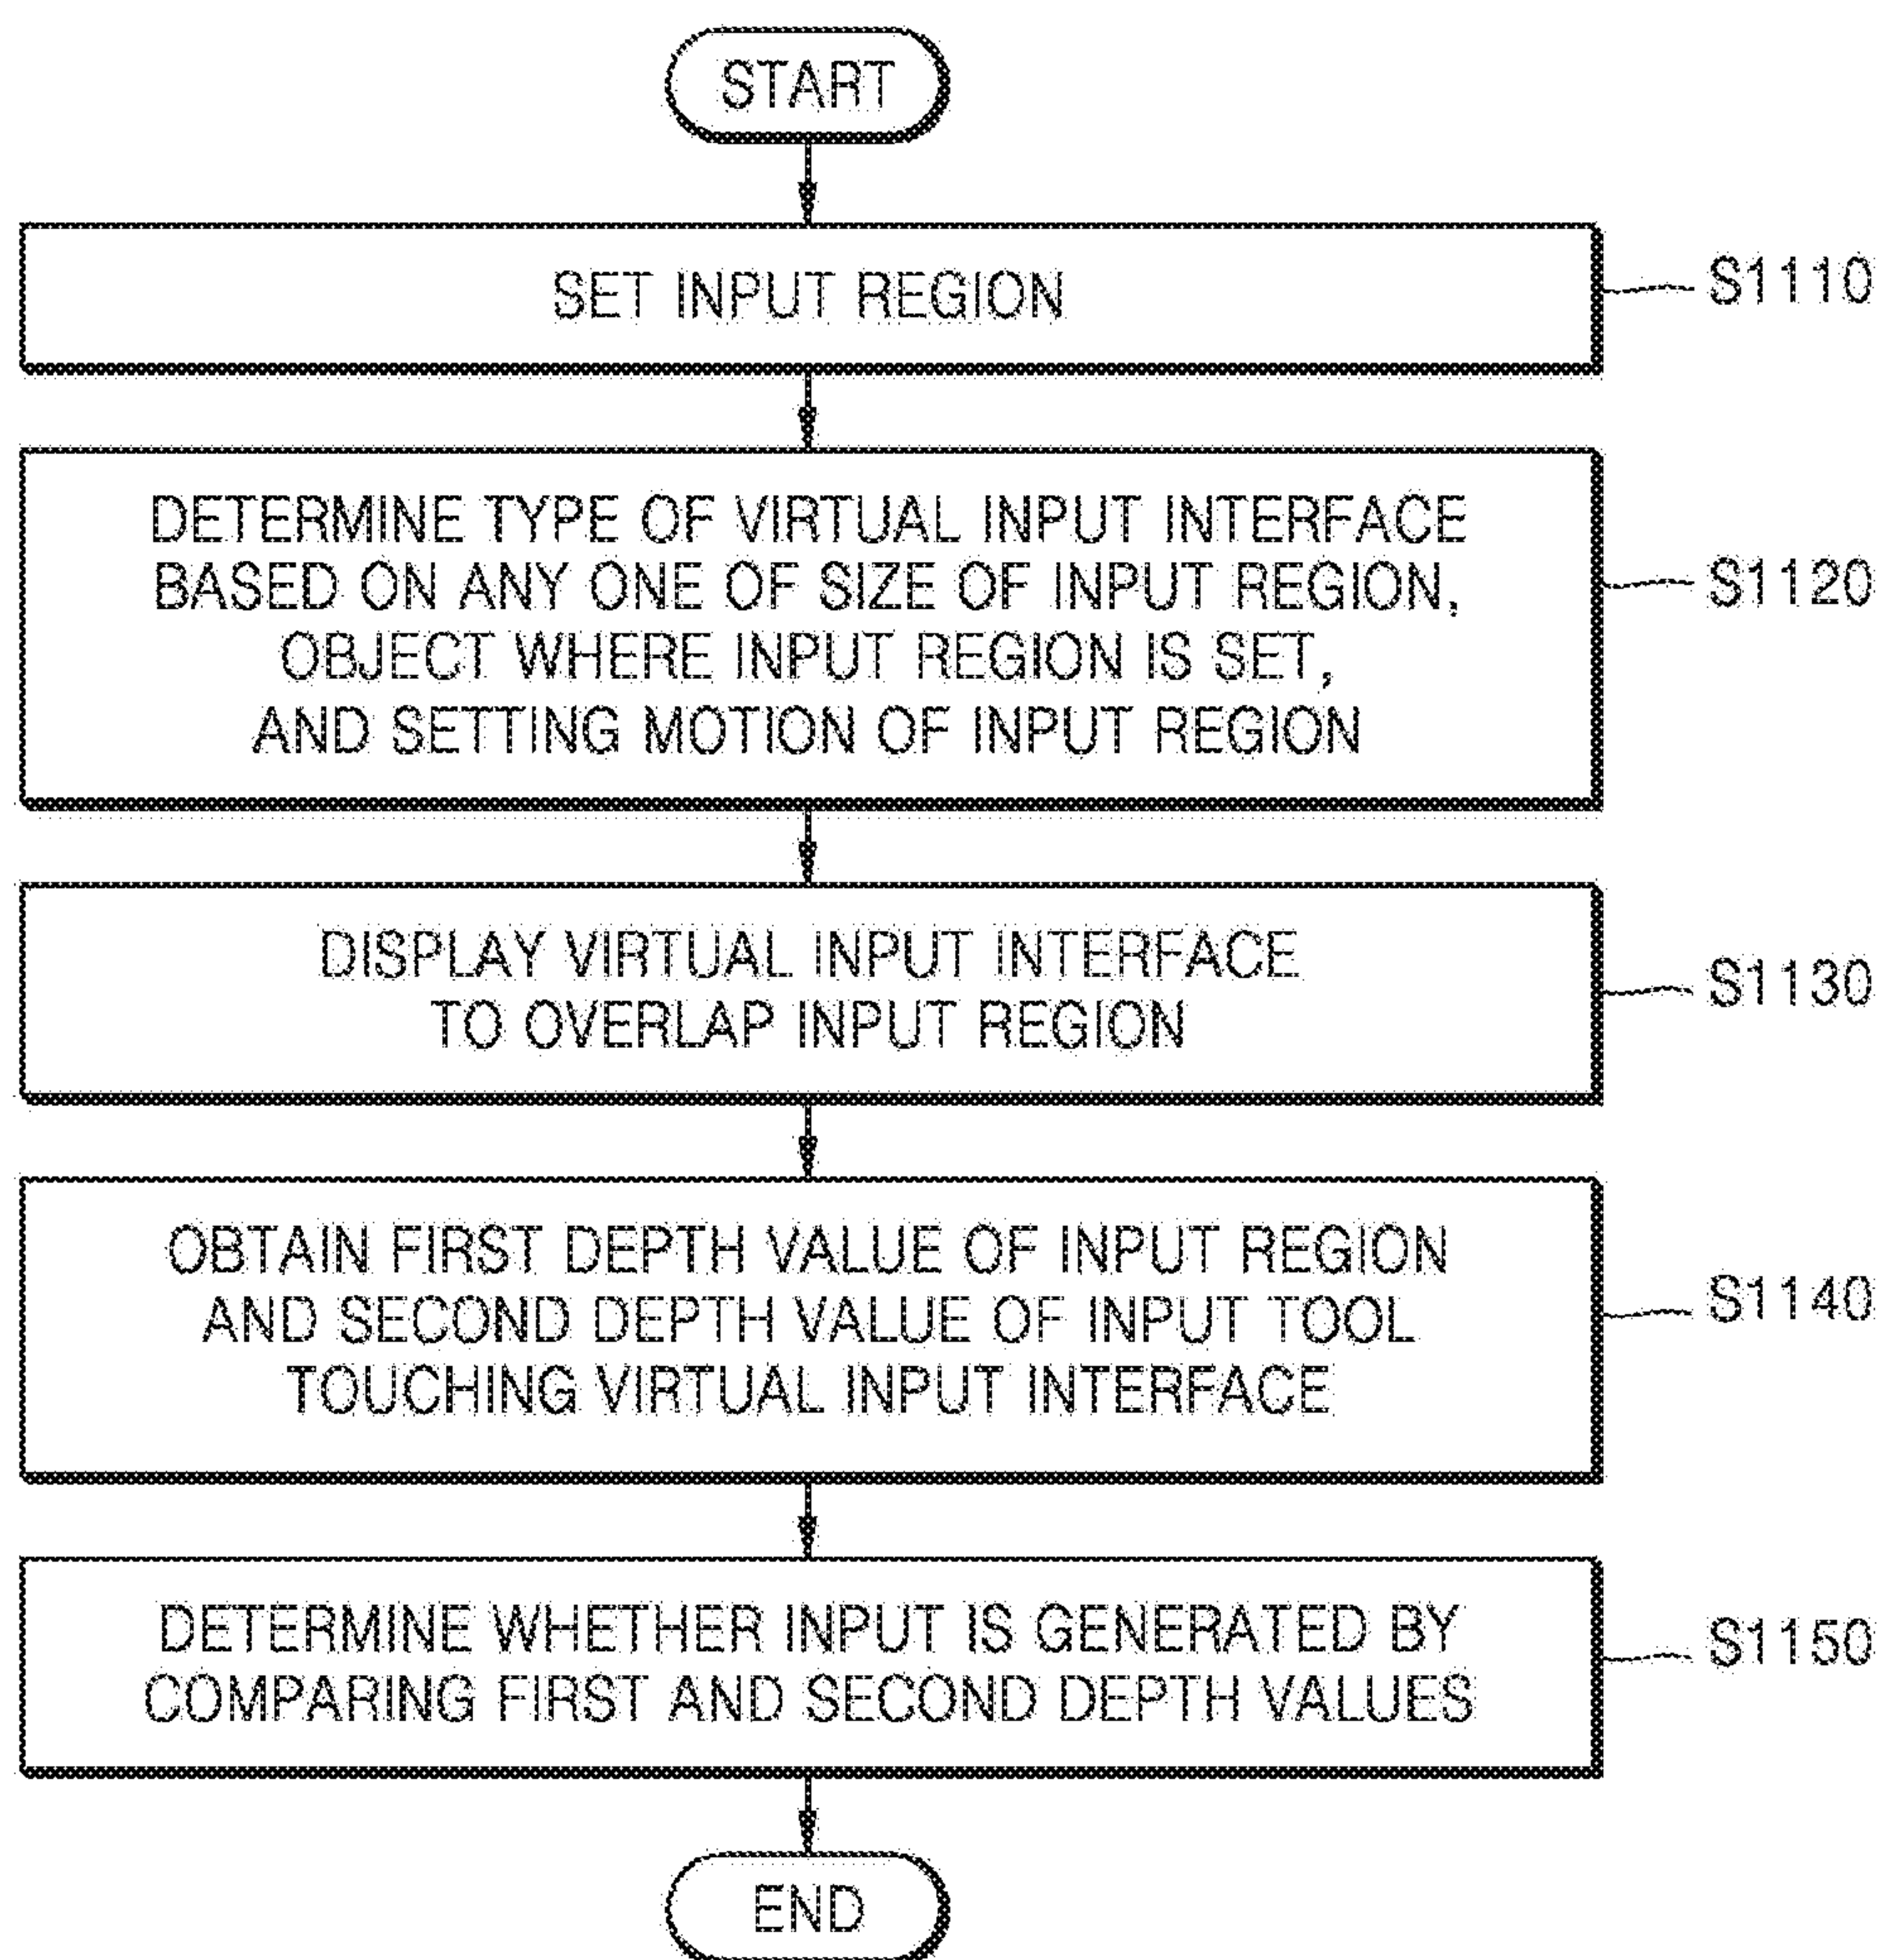 START
SET INPUT REGION
S1110
DETERMINE TYPE OF VIRTUAL INPUT INTERFACE
BASED ON ANY ONE OF SIZE OF INPUT REGION,
OBJECT WHERE INPUT REGION IS SET,
AND SETTING MOTION OF INPUT REGION
S1120
DISPLAY VIRTUAL INPUT INTERFACE
TO OVERLAP INPUT REGION
S1130
OBTAIN FIRST DEPTH VALUE OF INPUT REGION
AND SECOND DEPTH VALUE OF INPUT TOOL
TOUCHING VIRTUAL INPUT INTERFACE
S1140
DETERMINE WHETHER INPUT IS GENERATED BY
COMPARING FIRST AND SECOND DEPTH VALUES
S1150
END